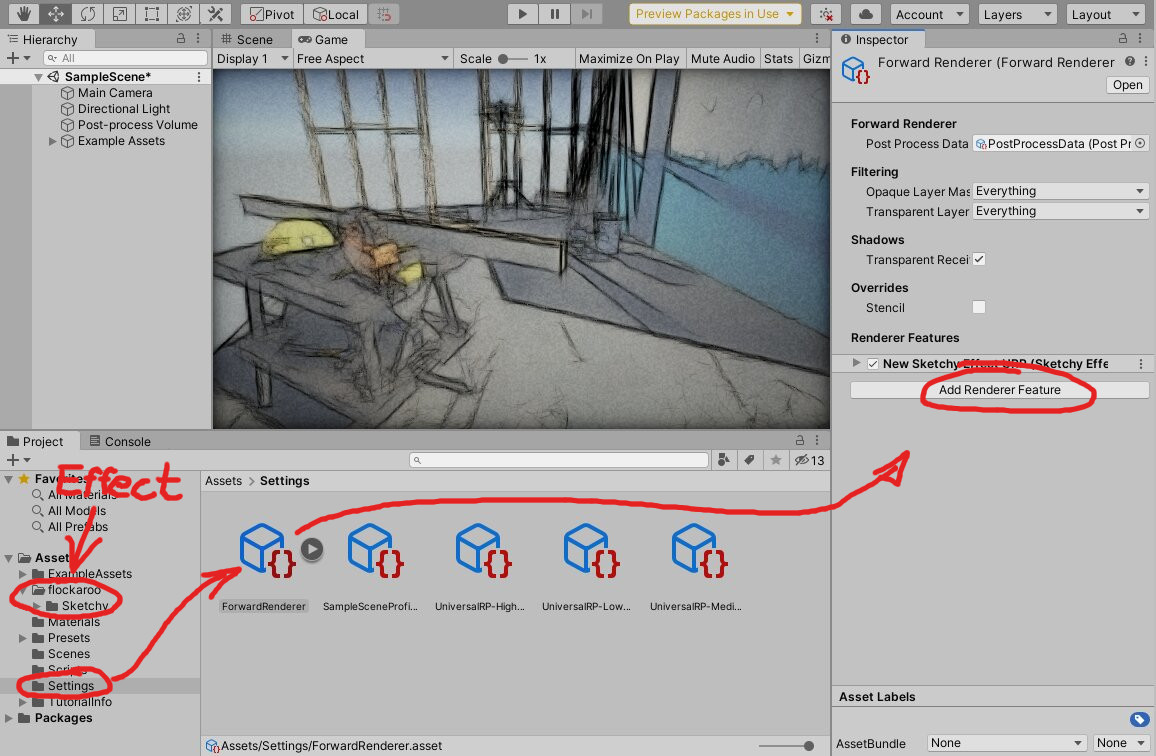 Pivot Local Preview Packages in Use Account Layers Layout
Hierarchy
All
SampleScene*
Main Camera
Directional Light
Post-process Volume
Example Assets
Scene Game
Display 1 Free Aspect Scale 1x Maximize On Play Mute Audio Stats Gizm
Inspector
Forward Renderer (Forward Renderer
Open
Forward Renderer
Post Process Data PostProcessData (Post Pr
Filtering
Opaque Layer Mas Everything
Transparent Layer Everything
Shadows
Transparent Recei
Overrides
Stencil
Renderer Features
New Sketchy Effect URP (Sketchy Effe
Add Renderer Feature
Project Console
13
Favorites
Effect
All Materials
All Models
All Prefabs
Assets
ExampleAssets
flockaroo
Sketchy
Materials
Presets
Scenes
Scripts
Settings
TutorialInfo
Packages
Assets > Settings
ForwardRenderer SampleSceneProfi... UniversalRP-High... UniversalRP-Low... UniversalRP-Medi...
Assets/Settings/ForwardRenderer.asset
Asset Labels
AssetBundle None None